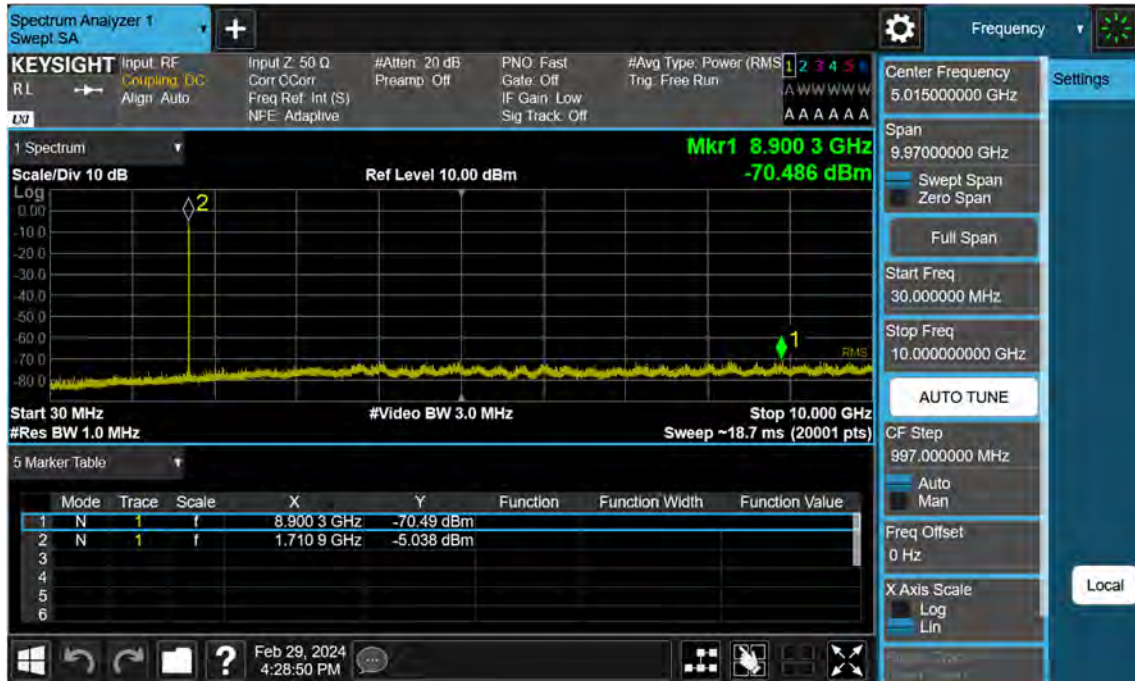 Spectrum Analyzer 1
Swept SA
+
Frequency
KEYSIGHT
RL
LXI
Input: RF
Coupling: DC
Align: Auto
Input Z: 50 Ω
Corr CCorr
Freq Ref: Int (S)
NFE: Adaptive
#Atten: 20 dB
Preamp: Off
PNO: Fast
Gate: Off
IF Gain: Low
Sig Track: Off
#Avg Type: Power (RMS
Trig: Free Run
1 2 3 4 5 6
A W W W W W
A A A A A A
1 Spectrum
Scale/Div 10 dB
Ref Level 10.00 dBm
Mkr1 8.900 3 GHz
-70.486 dBm
Log
0.00
-10.0
-20.0
-30.0
-40.0
-50.0
-60.0
-70.0
-80.0
2
1
RMS
Start 30 MHz
#Video BW 3.0 MHz
Stop 10.000 GHz
#Res BW 1.0 MHz
Sweep ~18.7 ms (20001 pts)
5 Marker Table
Mode Trace Scale X Y Function Function Width Function Value
1 N 1 f 8.900 3 GHz -70.49 dBm
2 N 1 f 1.710 9 GHz -5.038 dBm
3
4
5
6
Feb 29, 2024
4:28:50 PM
?
Center Frequency
5.015000000 GHz
Span
9.97000000 GHz
Swept Span
Zero Span
Full Span
Start Freq
30.000000 MHz
Stop Freq
10.000000000 GHz
AUTO TUNE
CF Step
997.000000 MHz
Auto
Man
Freq Offset
0 Hz
X Axis Scale
Log
Lin
Settings
Local